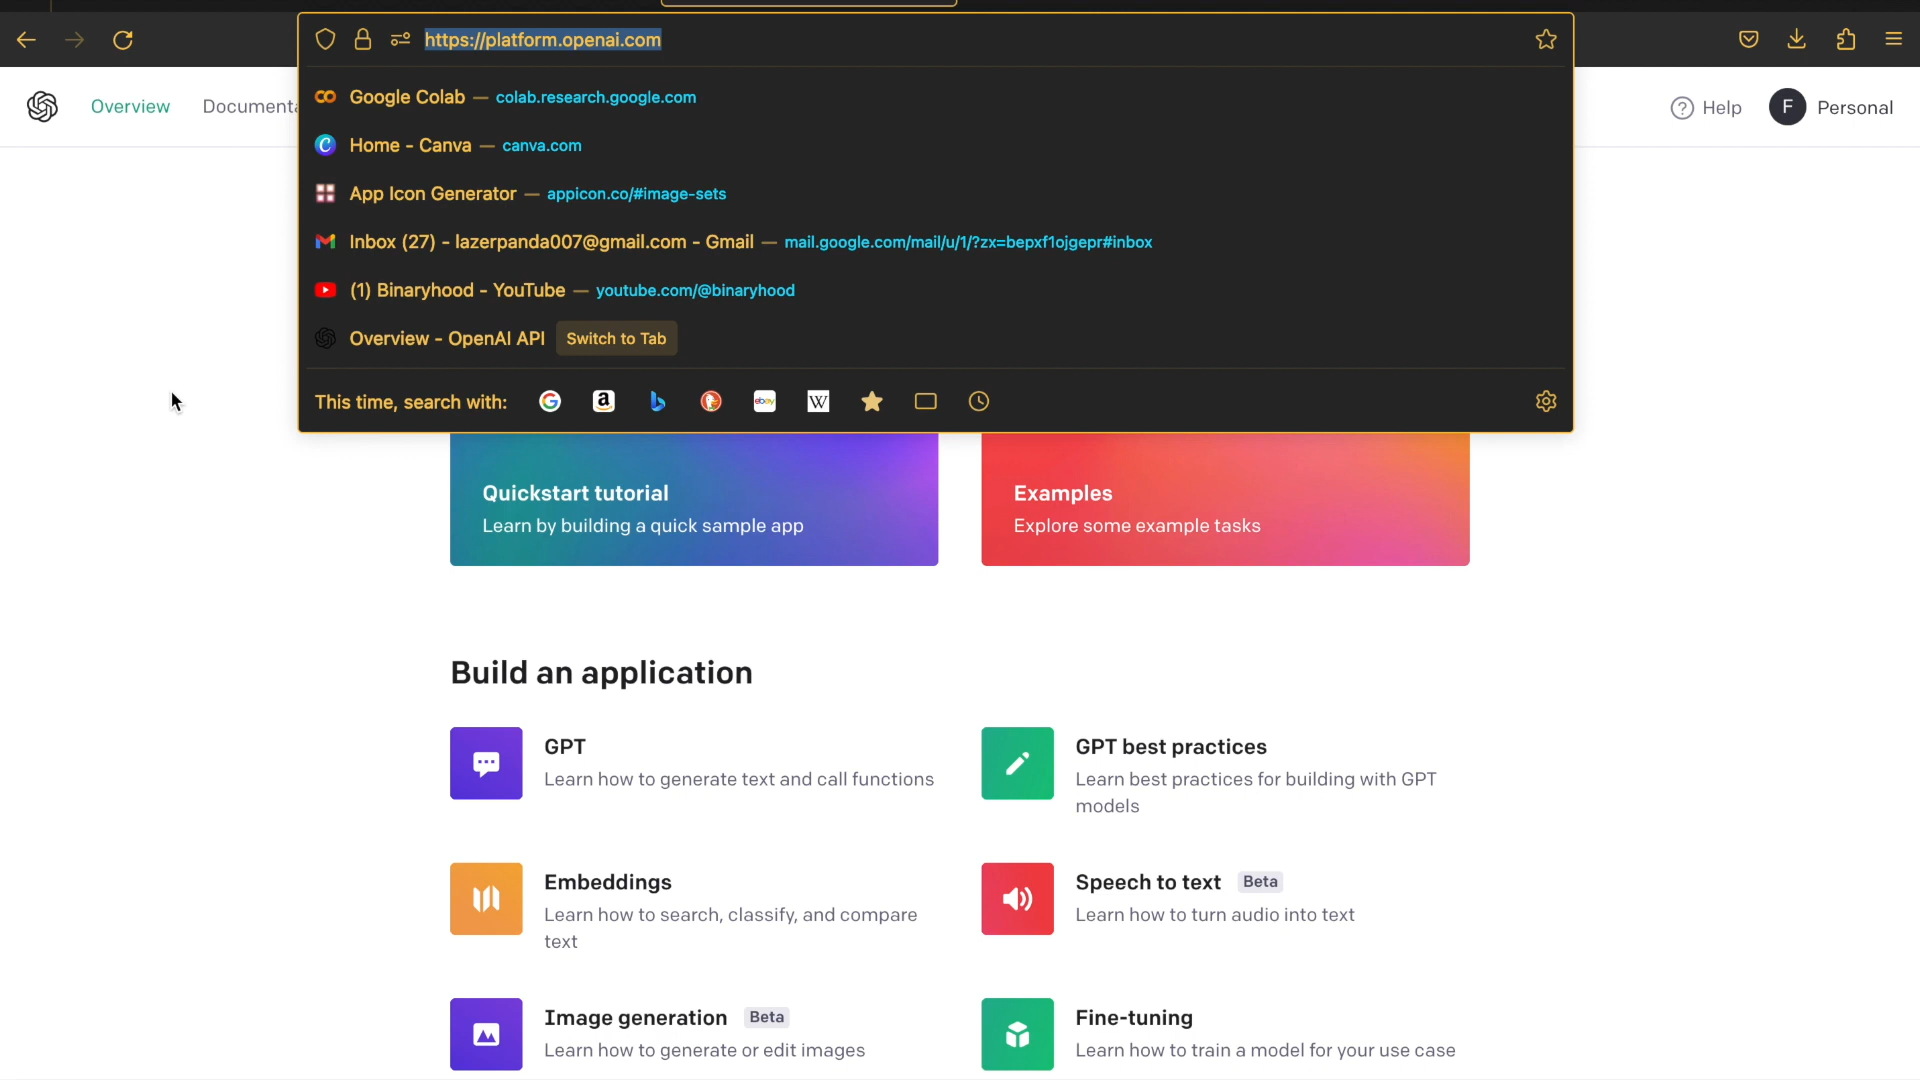 https://platform.openai.com
Google Colab — colab.research.google.com
Home - Canva — canva.com
App Icon Generator — appicon.co/#image-sets
Inbox (27) - lazerpanda007@gmail.com - Gmail — mail.google.com/mail/u/1/?zx=bepxf1ojgepr#inbox
(1) Binaryhood - YouTube — youtube.com/@binaryhood
Overview - OpenAI API Switch to Tab
This time, search with:
Overview Documenta
Help F Personal
Quickstart tutorial
Learn by building a quick sample app
Examples
Explore some example tasks
Build an application
GPT
Learn how to generate text and call functions
GPT best practices
Learn best practices for building with GPT
models
Embeddings
Learn how to search, classify, and compare
text
Speech to text Beta
Learn how to turn audio into text
Image generation Beta
Learn how to generate or edit images
Fine-tuning
Learn how to train a model for your use case